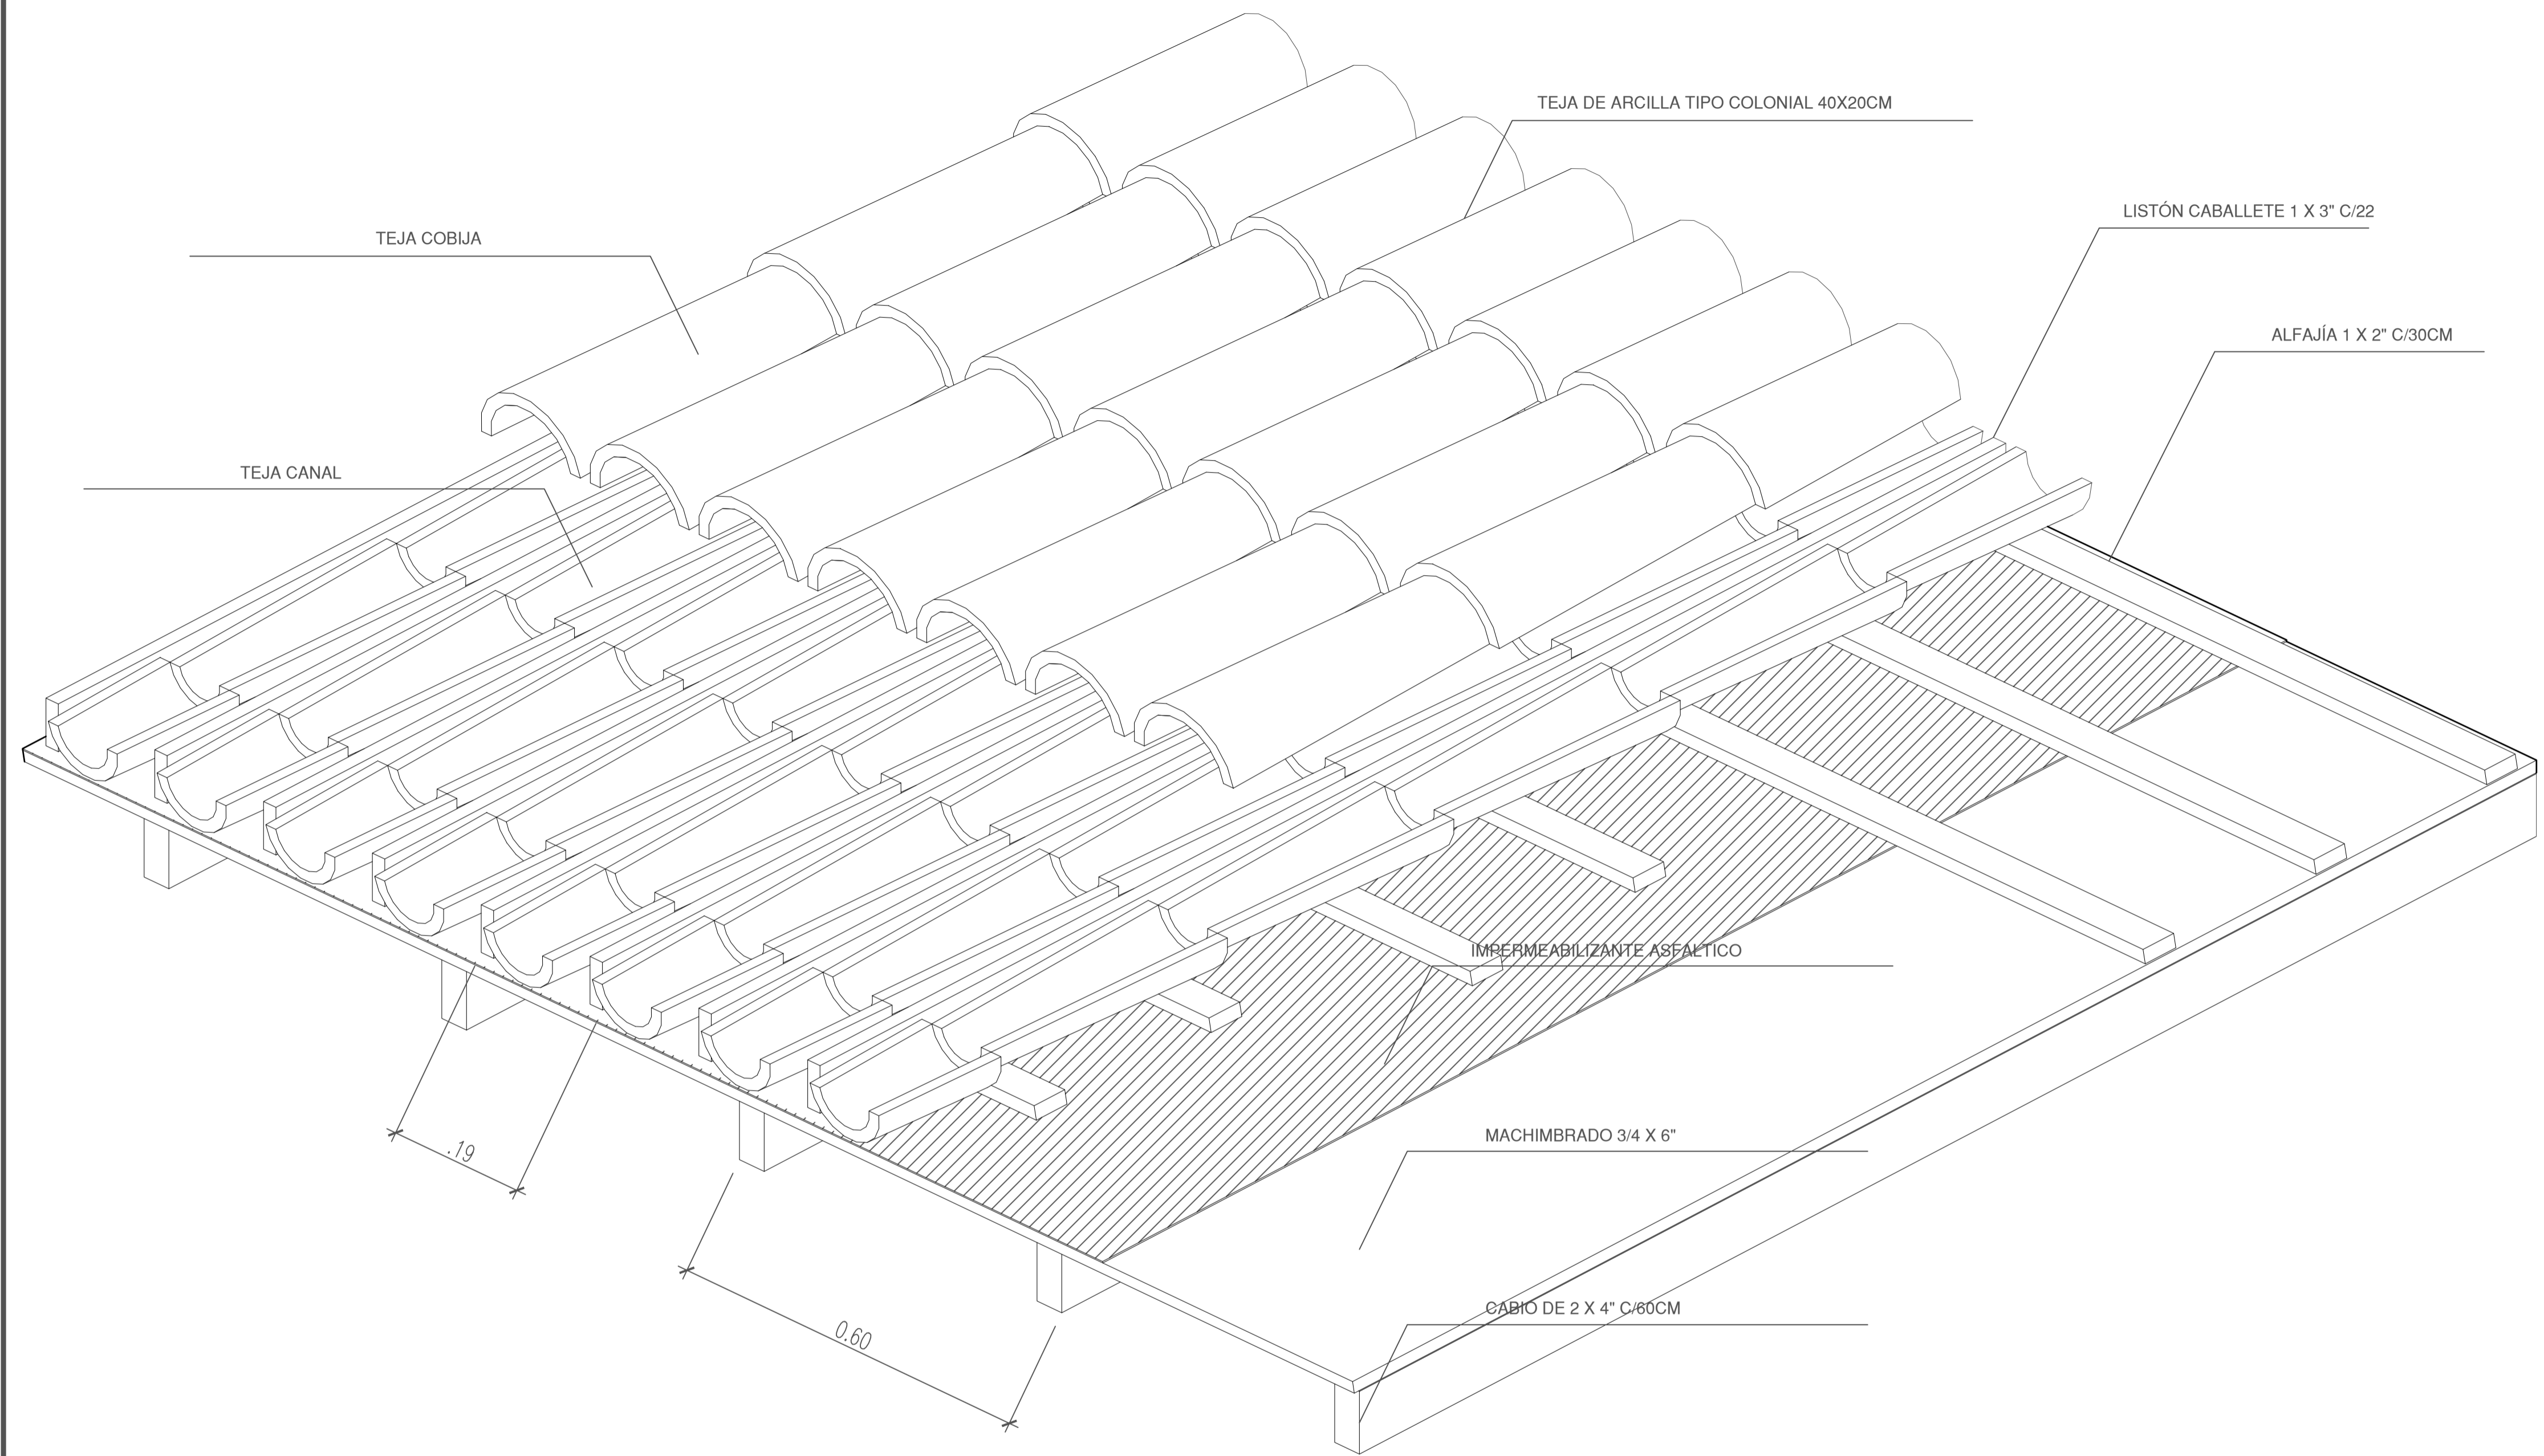 TEJA DE ARCILLA TIPO COLONIAL 40X20CM
LISTÓN CABALLETE 1 X 3" C/22
TEJA COBIJA
ALFAJÍA 1 X 2" C/30CM
TEJA CANAL
IMPERMEABILIZANTE ASFALTICO
MACHIMBRADO 3/4 X 6"
.19
CABIO DE 2 X 4" C/60CM
0.60